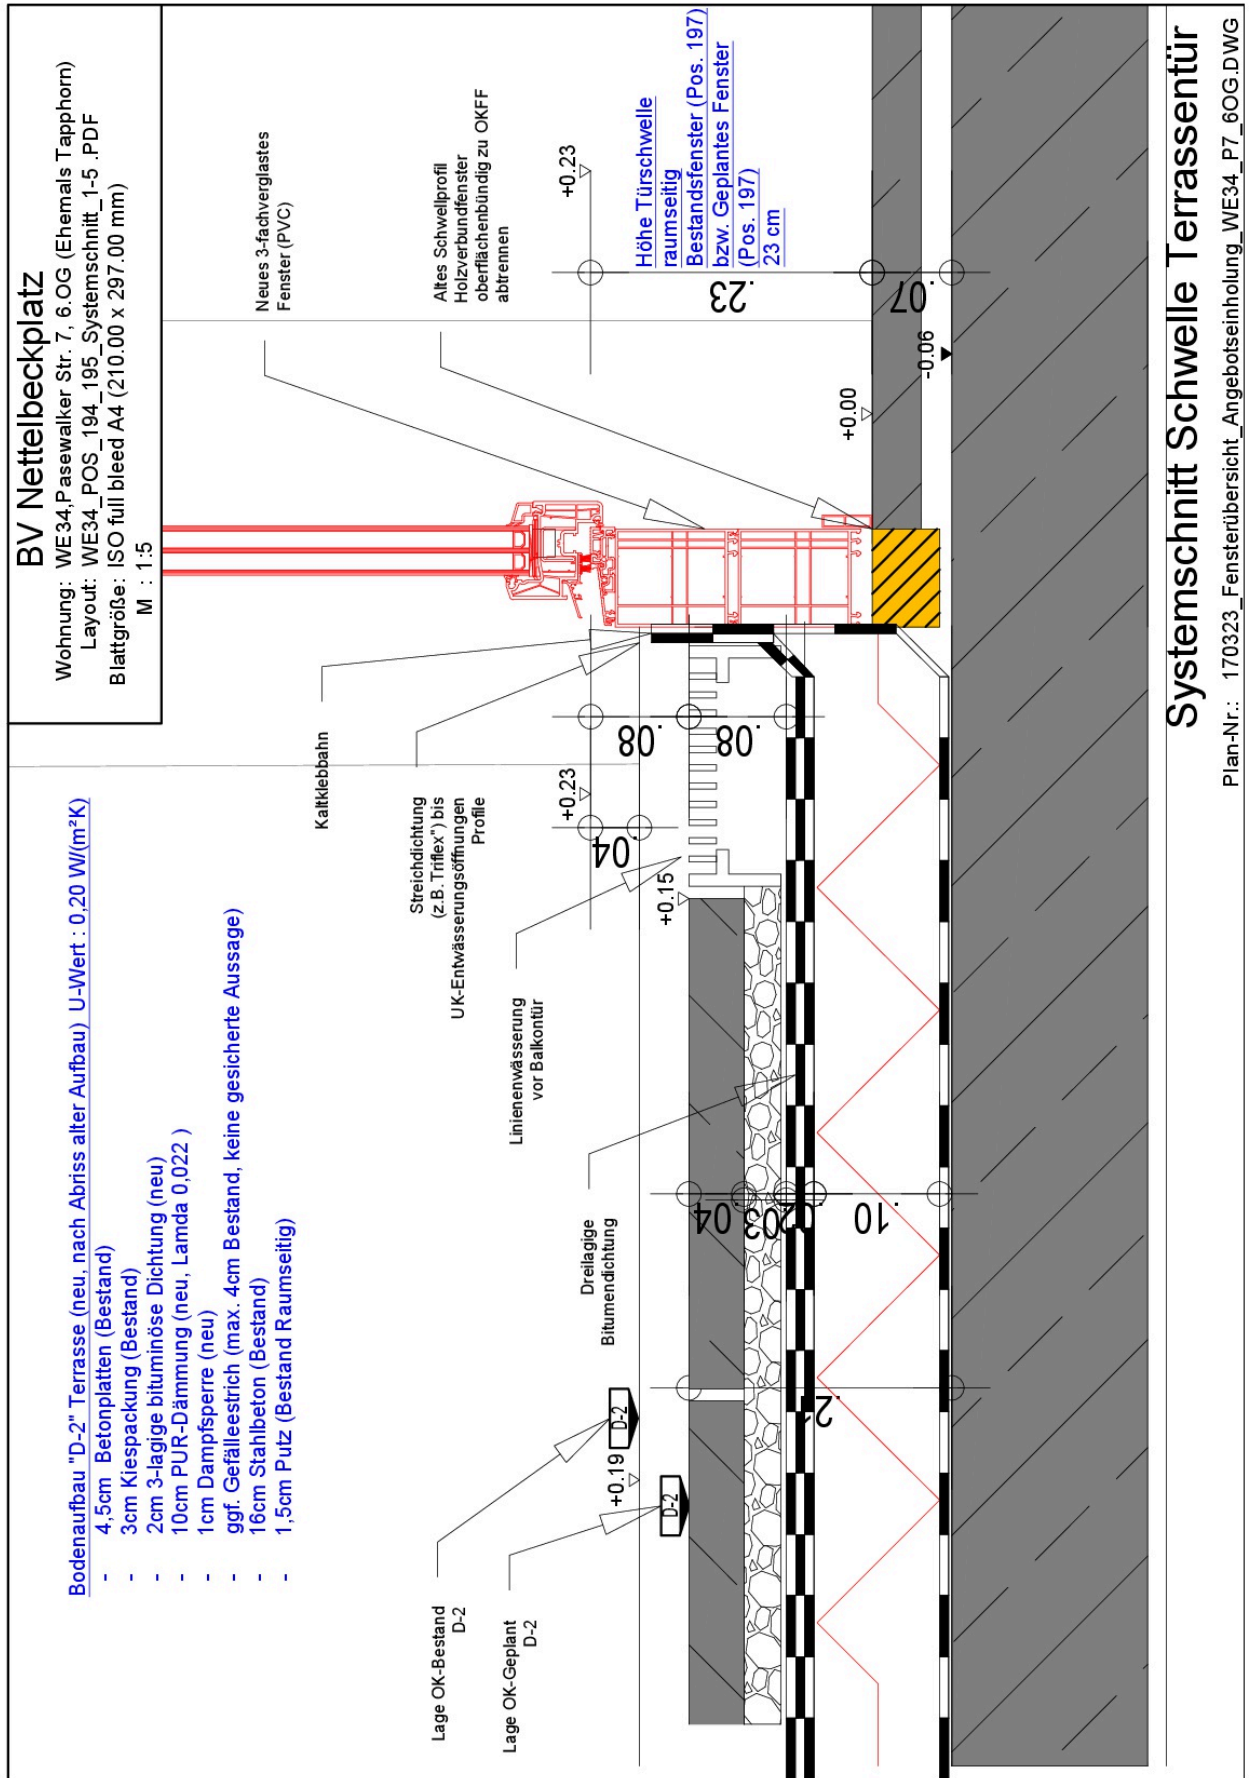 BV Nettelbeckplatz
Wohnung: WE34,Pasewalker Str. 7, 6.OG (Ehemals Tapphorn)
Layout: WE34_POS_194_195_Systemschnitt_1-5 .PDF
Blattgröße: ISO full bleed A4 (210.00 x 297.00 mm)
M : 1:5
Bodenaufbau "D-2" Terrasse (neu, nach Abriss alter Aufbau) U-Wert : 0,20 W/(m²K)
- 4,5cm Betonplatten (Bestand)
- 3cm Kiespackung (Bestand)
- 2cm 3-lagige bituminöse Dichtung (neu)
- 10cm PUR-Dämmung (neu, Lamda 0,022 )
- 1cm Dampfsperre (neu)
- ggf. Gefälleestrich (max. 4cm Bestand, keine gesicherte Aussage)
- 16cm Stahlbeton (Bestand)
- 1,5cm Putz (Bestand Raumseitig)
Neues 3-fachverglastes
Fenster (PVC)
Altes Schwellprofil
Holzverbundfenster
oberflächenbündig zu OKFF
abtrennen
Kaltklebbahn
Streichdichtung
(z.B. Triflex") bis
UK-Entwässerungsöffnungen
Profile
Linienwässerung
vor Balkontür
Dreilagige
Bitumendichtung
Lage OK-Bestand
D-2
Lage OK-Geplant
D-2
D-2
D-2
+0.19
+0.15
+0.23
.04
.08
.08
+0.23
Höhe Türschwelle
raumseitig
Bestandsfenster (Pos. 197)
bzw. Geplantes Fenster
(Pos. 197)
23 cm
.23
.07
+0.00
-0.06
.04
.03
.02
.10
.21
Systemschnitt Schwelle Terrassentür
Plan-Nr.: 170323_Fensterübersicht_Angebotseinholung_WE34_P7_6OG.DWG